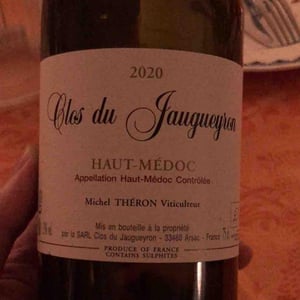 2020
Clos du Jaugueyron
HAUT-MÉDOC
Appellation Haut-Médoc Contrôlée
Michel THÉRON Viticulteur
Mis en bouteille à la propriété
par la SARL Clos du Jaugueyron - 33460 Arsac - France
PRODUCE OF FRANCE
CONTAINS SULPHITES